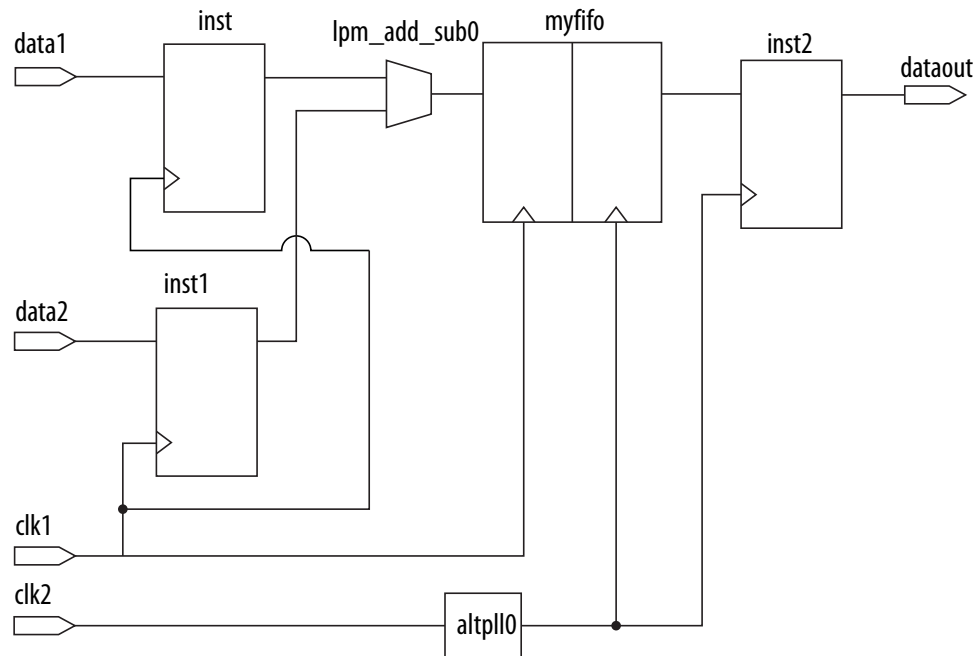 inst
lpm_add_sub0
myfifo
inst2
data1
dataout
inst1
data2
clk1
clk2
altpll0